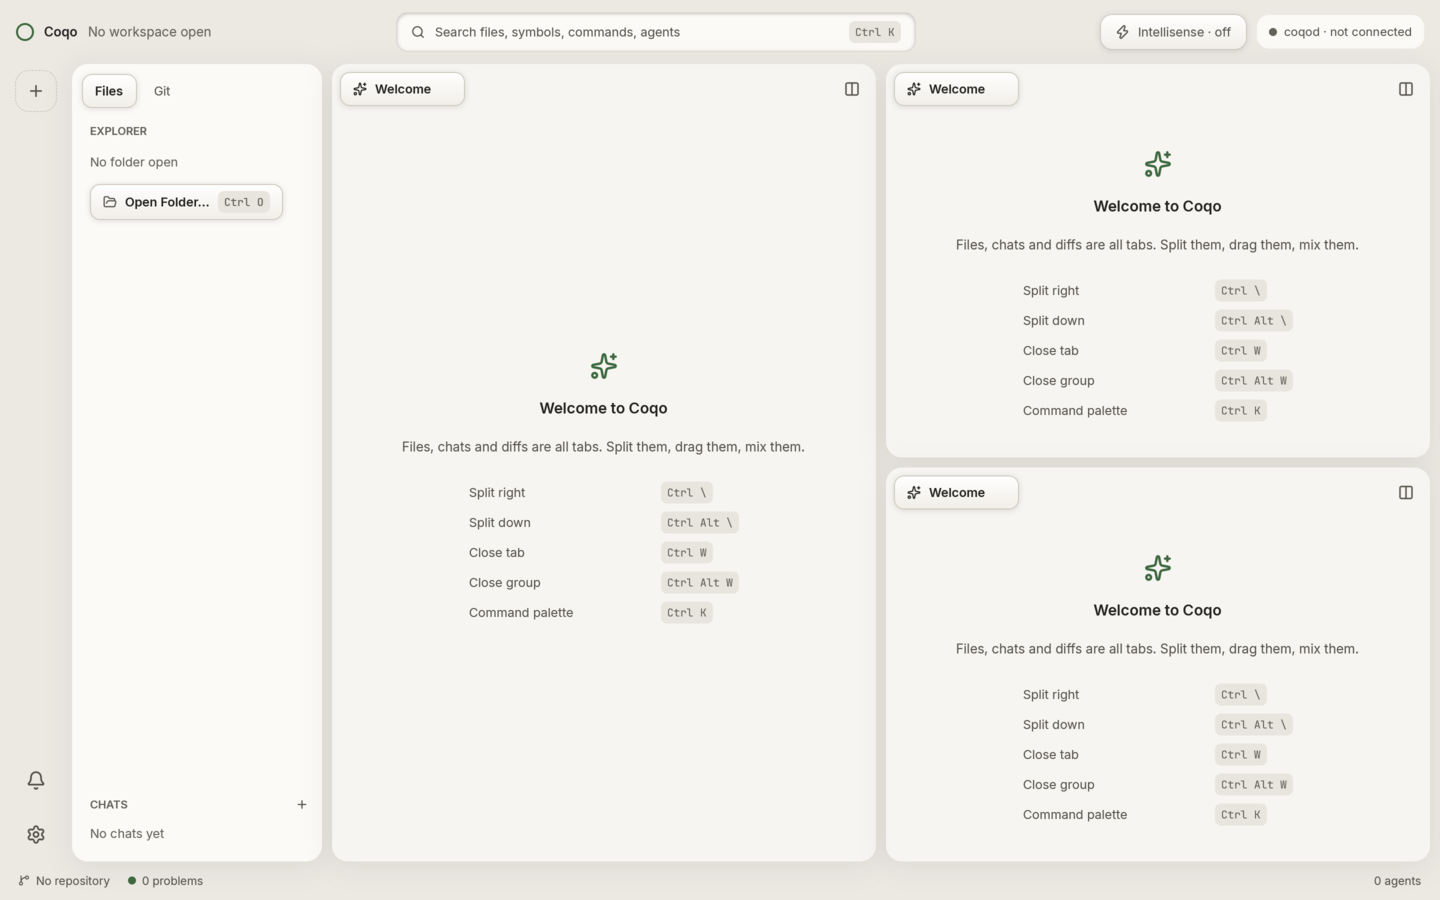 Coqo No workspace open
Search files, symbols, commands, agents Ctrl K
Intellisense · off
coqod · not connected
Files Git
EXPLORER
No folder open
Open Folder... Ctrl O
CHATS
No chats yet
Welcome
Welcome to Coqo
Files, chats and diffs are all tabs. Split them, drag them, mix them.
Split right Ctrl \
Split down Ctrl Alt \
Close tab Ctrl W
Close group Ctrl Alt W
Command palette Ctrl K
Welcome
Welcome to Coqo
Files, chats and diffs are all tabs. Split them, drag them, mix them.
Split right Ctrl \
Split down Ctrl Alt \
Close tab Ctrl W
Close group Ctrl Alt W
Command palette Ctrl K
Welcome
Welcome to Coqo
Files, chats and diffs are all tabs. Split them, drag them, mix them.
Split right Ctrl \
Split down Ctrl Alt \
Close tab Ctrl W
Close group Ctrl Alt W
Command palette Ctrl K
No repository 0 problems
0 agents